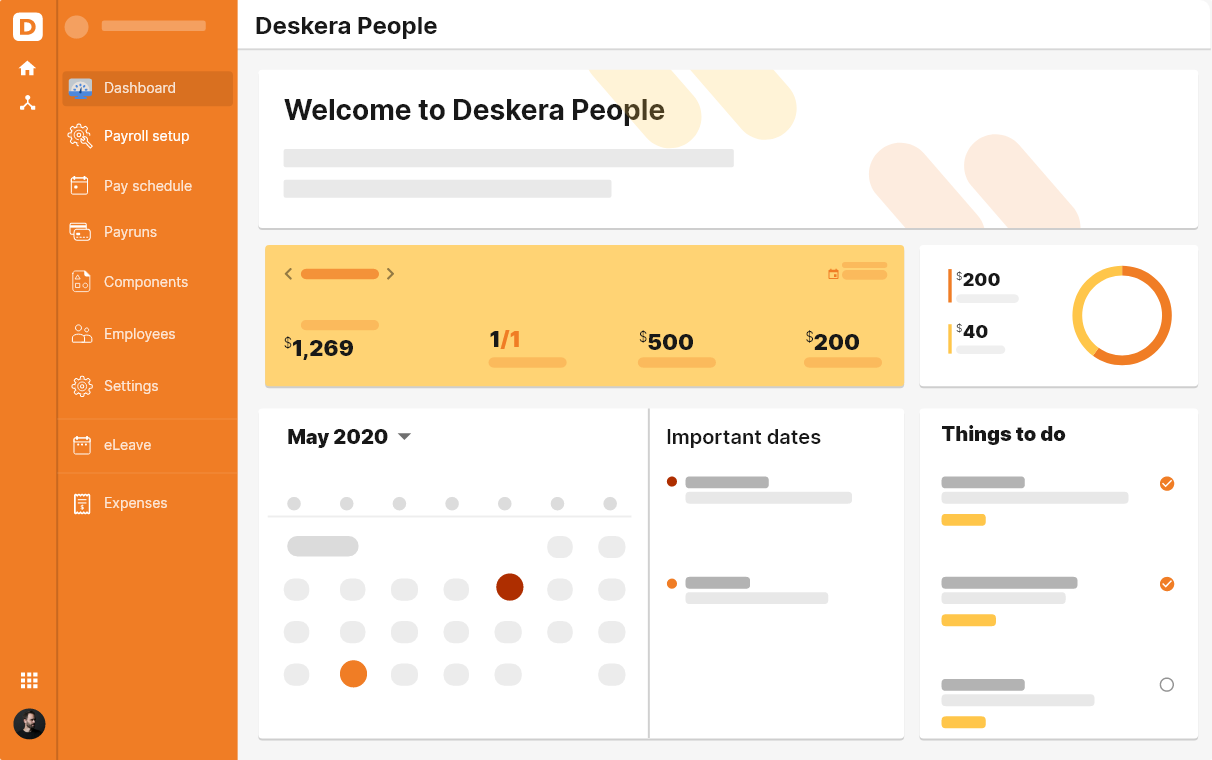 D
Deskera People
Dashboard
Payroll setup
Pay schedule
Payruns
Components
Employees
Settings
eLeave
Expenses
Welcome to Deskera People
$1,269
1/1
$500
$200
$200
$40
May 2020
Important dates
Things to do